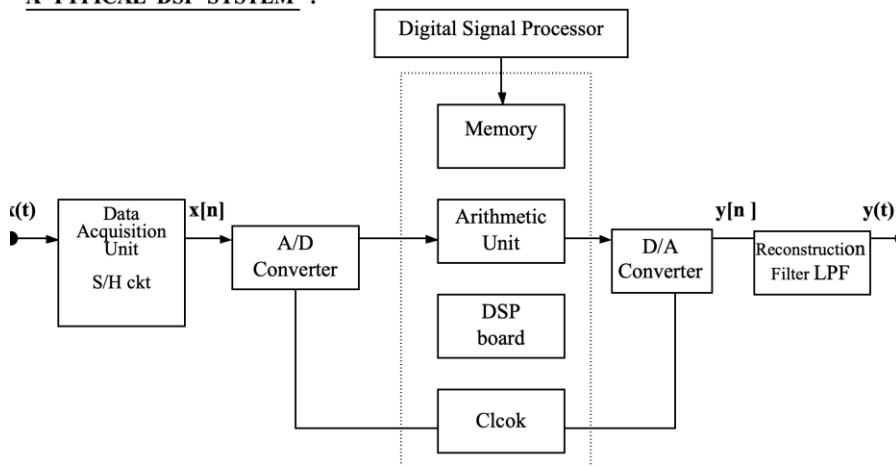 A TYPICAL DSP SYSTEM :
Digital Signal Processor
Memory
x(t)
Data
Acquisition
Unit
S/H ckt
x[n]
A/D
Converter
Arithmetic
Unit
D/A
Converter
y[n ]
Reconstruction
Filter LPF
y(t)
DSP
board
Clcok